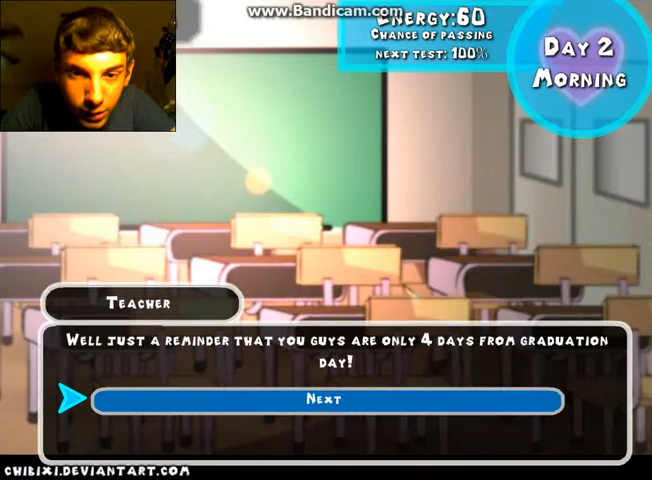 www.Bandicam.com
Energy:60
Chance of passing
next test: 100%
Day 2
Morning
Teacher
Well just a reminder that you guys are only 4 days from graduation
day!
Next
chibixi.deviantart.com